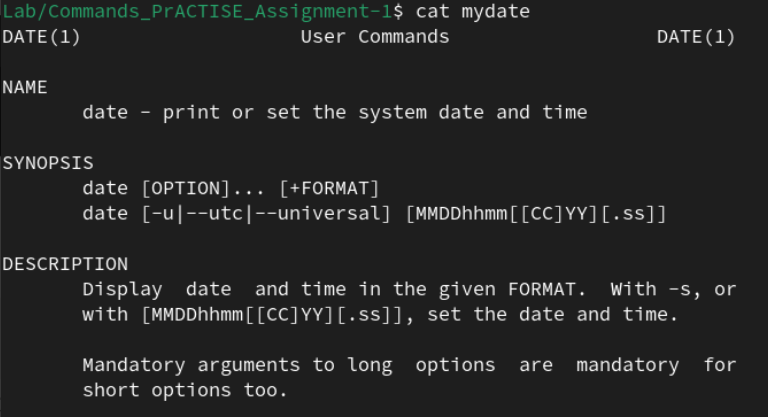 Lab/Commands_PrACTISE_Assignment-1$ cat mydate
DATE(1) User Commands DATE(1)
NAME
date - print or set the system date and time
SYNOPSIS
date [OPTION]... [+FORMAT]
date [-u|--utc|--universal] [MMDDhhmm[[CC]YY][.ss]]
DESCRIPTION
Display date and time in the given FORMAT. With -s, or
with [MMDDhhmm[[CC]YY][.ss]], set the date and time.
Mandatory arguments to long options are mandatory for
short options too.